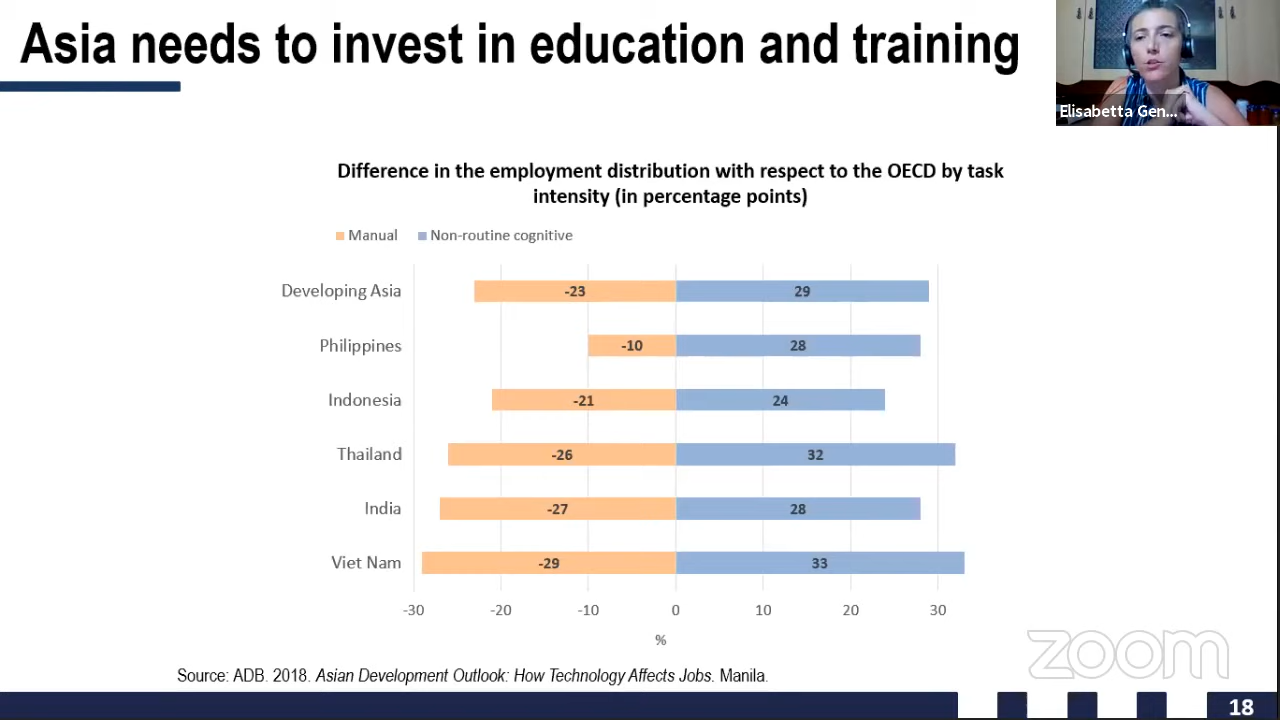 Asia needs to invest in education and training
Elisabetta Gen...
Difference in the employment distribution with respect to the OECD by task
intensity (in percentage points)
Manual Non-routine cognitive
Developing Asia -23 29
Philippines -10 28
Indonesia -21 24
Thailand -26 32
India -27 28
Viet Nam -29 33
-30 -20 -10 0 10 20 30
%
zoom
Source: ADB. 2018. Asian Development Outlook: How Technology Affects Jobs. Manila.
18